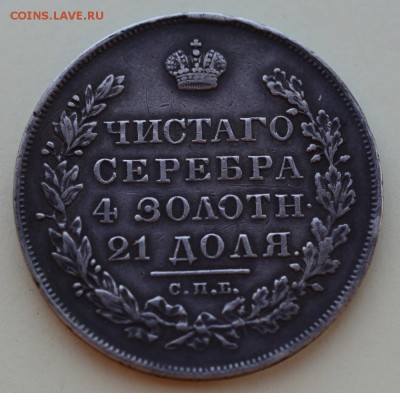 COINS.LAVE.RU
ЧИСТАГО
СЕРЕБРА
4 ЗОЛОТН.
21 ДОЛЯ.
С.П.Б.